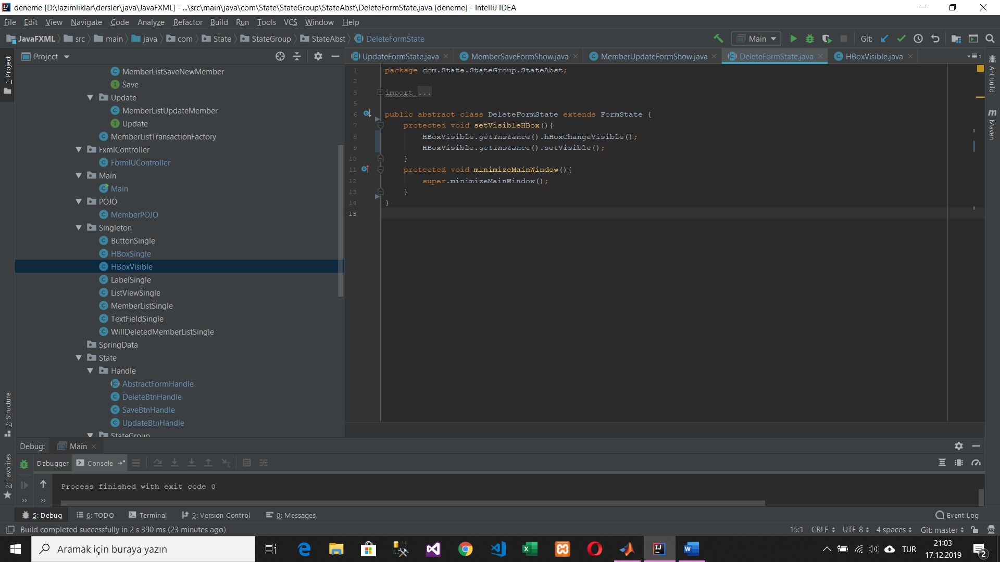 deneme [D:\lazimliklar\dersler\java\JavaFXML] - ...\src\main\java\com\State\StateGroup\StateAbst\DeleteFormState.java [deneme] - IntelliJ IDEA
File Edit View Navigate Code Analyze Refactor Build Run Tools VCS Window Help
JavaFXML src main java com State StateGroup StateAbst DeleteFormState Main Git:
1: Project
Project
UpdateFormState.java MemberSaveFormShow.java MemberUpdateFormShow.java DeleteFormState.java HBoxVisible.java 1
MemberListSaveNewMember
Save
Update
MemberListUpdateMember
Update
MemberListTransactionFactory
FxmlController
FormIUController
Main
Main
POJO
MemberPOJO
Singleton
ButtonSingle
HBoxSingle
HBoxVisible
LabelSingle
ListViewSingle
MemberListSingle
TextFieldSingle
WillDeletedMemberListSingle
SpringData
State
Handle
AbstractFormHandle
DeleteBtnHandle
SaveBtnHandle
UpdateBtnHandle
StateGroup
1 package com.State.StateGroup.StateAbst;
2
3 import ...
5
6 public abstract class DeleteFormState extends FormState {
7 protected void setVisibleHBox(){
8 HBoxVisible.getInstance().hHoxChangeVisible();
9 HBoxVisible.getInstance().setVisible();
10 }
11 protected void minimizeMainWindow(){
12 super.minimizeMainWindow();
13 }
14 }
15
Ant Build
Maven
7: Structure
2: Favorites
Debug: Main
Debugger Console
Process finished with exit code 0
5: Debug 6: TODO Terminal 9: Version Control 0: Messages Event Log
Build completed successfully in 2 s 390 ms (23 minutes ago) 15:1 CRLF UTF-8 4 spaces Git: master
Aramak için buraya yazın
TUR
21:03
17.12.2019
2